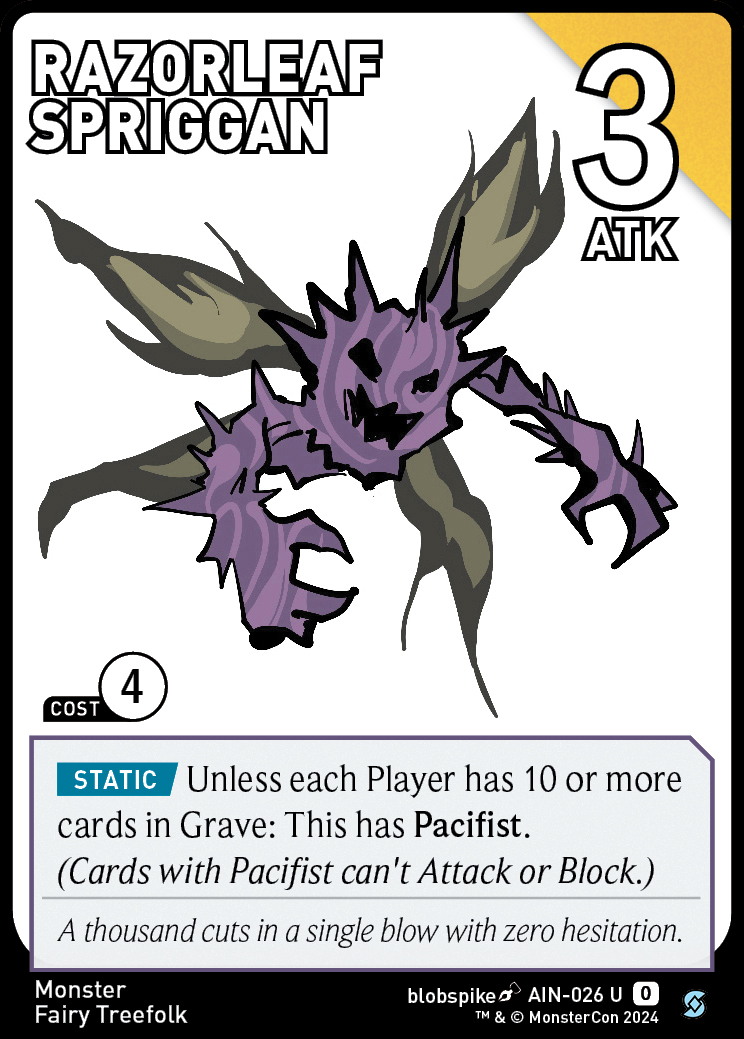 RAZORLEAF
SPRIGGAN
3
ATK
COST 4
STATIC Unless each Player has 10 or more
cards in Grave: This has Pacifist.
(Cards with Pacifist can't Attack or Block.)
A thousand cuts in a single blow with zero hesitation.
Monster
Fairy Treefolk
blobspike AIN-026 U 0
™ & © MonsterCon 2024